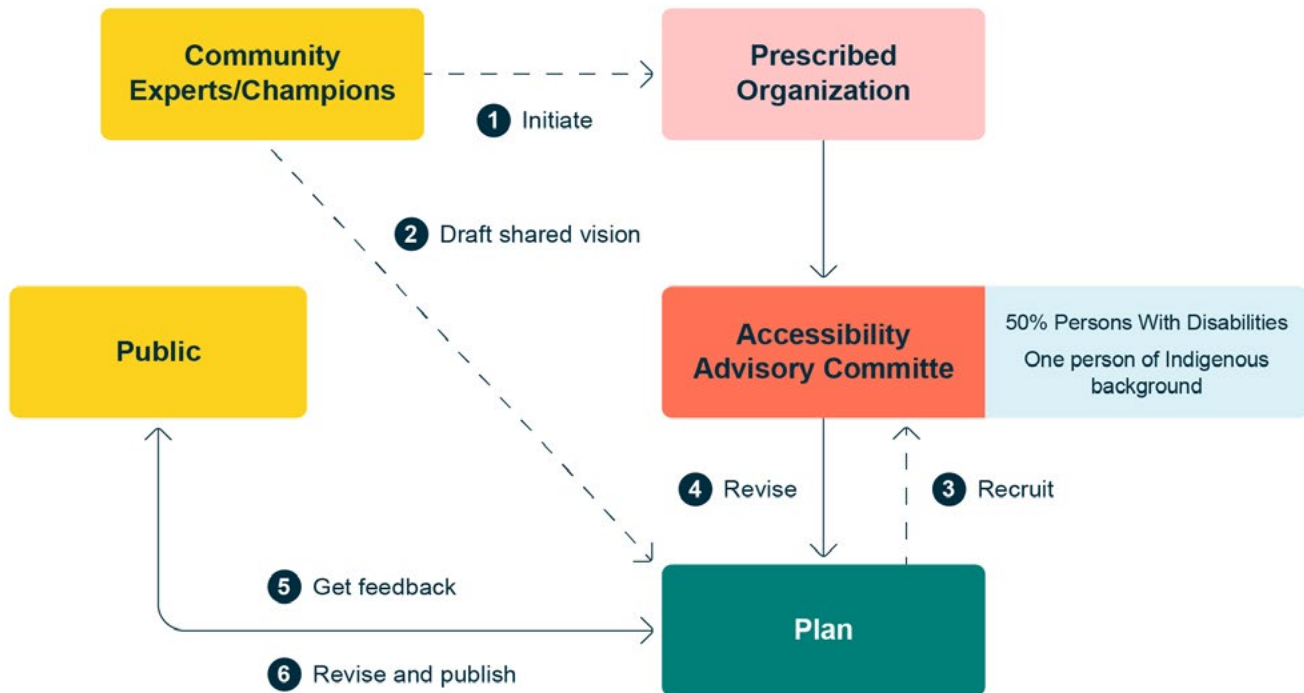 Community
Experts/Champions
Prescribed
Organization
1 Initiate
2 Draft shared vision
Public
Accessibility
Advisory Committe
50% Persons With Disabilities
One person of Indigenous
background
4 Revise
3 Recruit
5 Get feedback
Plan
6 Revise and publish